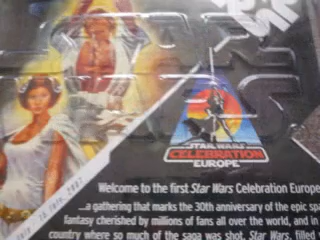 STAR WARS
CELEBRATION
EUROPE
Welcome to the first Star Wars Celebration Europe
...a gathering that marks the 30th anniversary of the epic spa
fantasy cherished by millions of fans all over the world, and in
country where so much of the saga was shot. Star Wars, filled